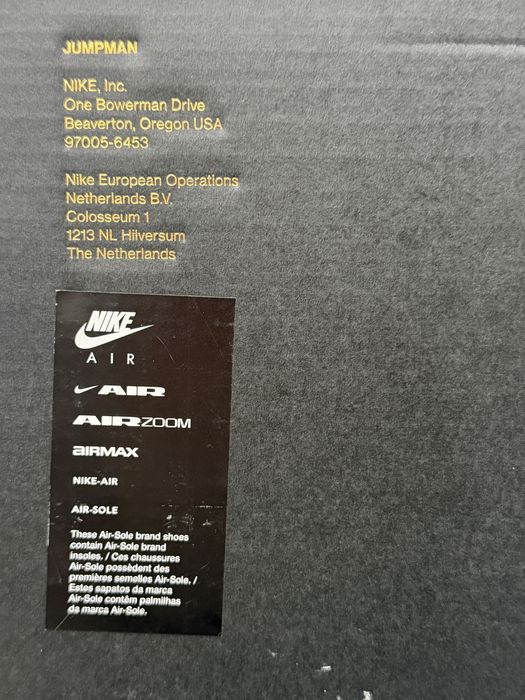 JUMPMAN
NIKE, Inc.
One Bowerman Drive
Beaverton, Oregon USA
97005-6453
Nike European Operations
Netherlands B.V.
Colosseum 1
1213 NL Hilversum
The Netherlands
NIKE
AIR
AIR
AIR ZOOM
AIRMAX
NIKE-AIR
AIR-SOLE
These Air-Sole brand shoes
contain Air-Sole brand
insoles. / Ces chaussures
Air-Sole possèdent des
premières semelles Air-Sole. /
Estes sapatos da marca
Air-Sole contêm palmilhas
da marca Air-Sole.